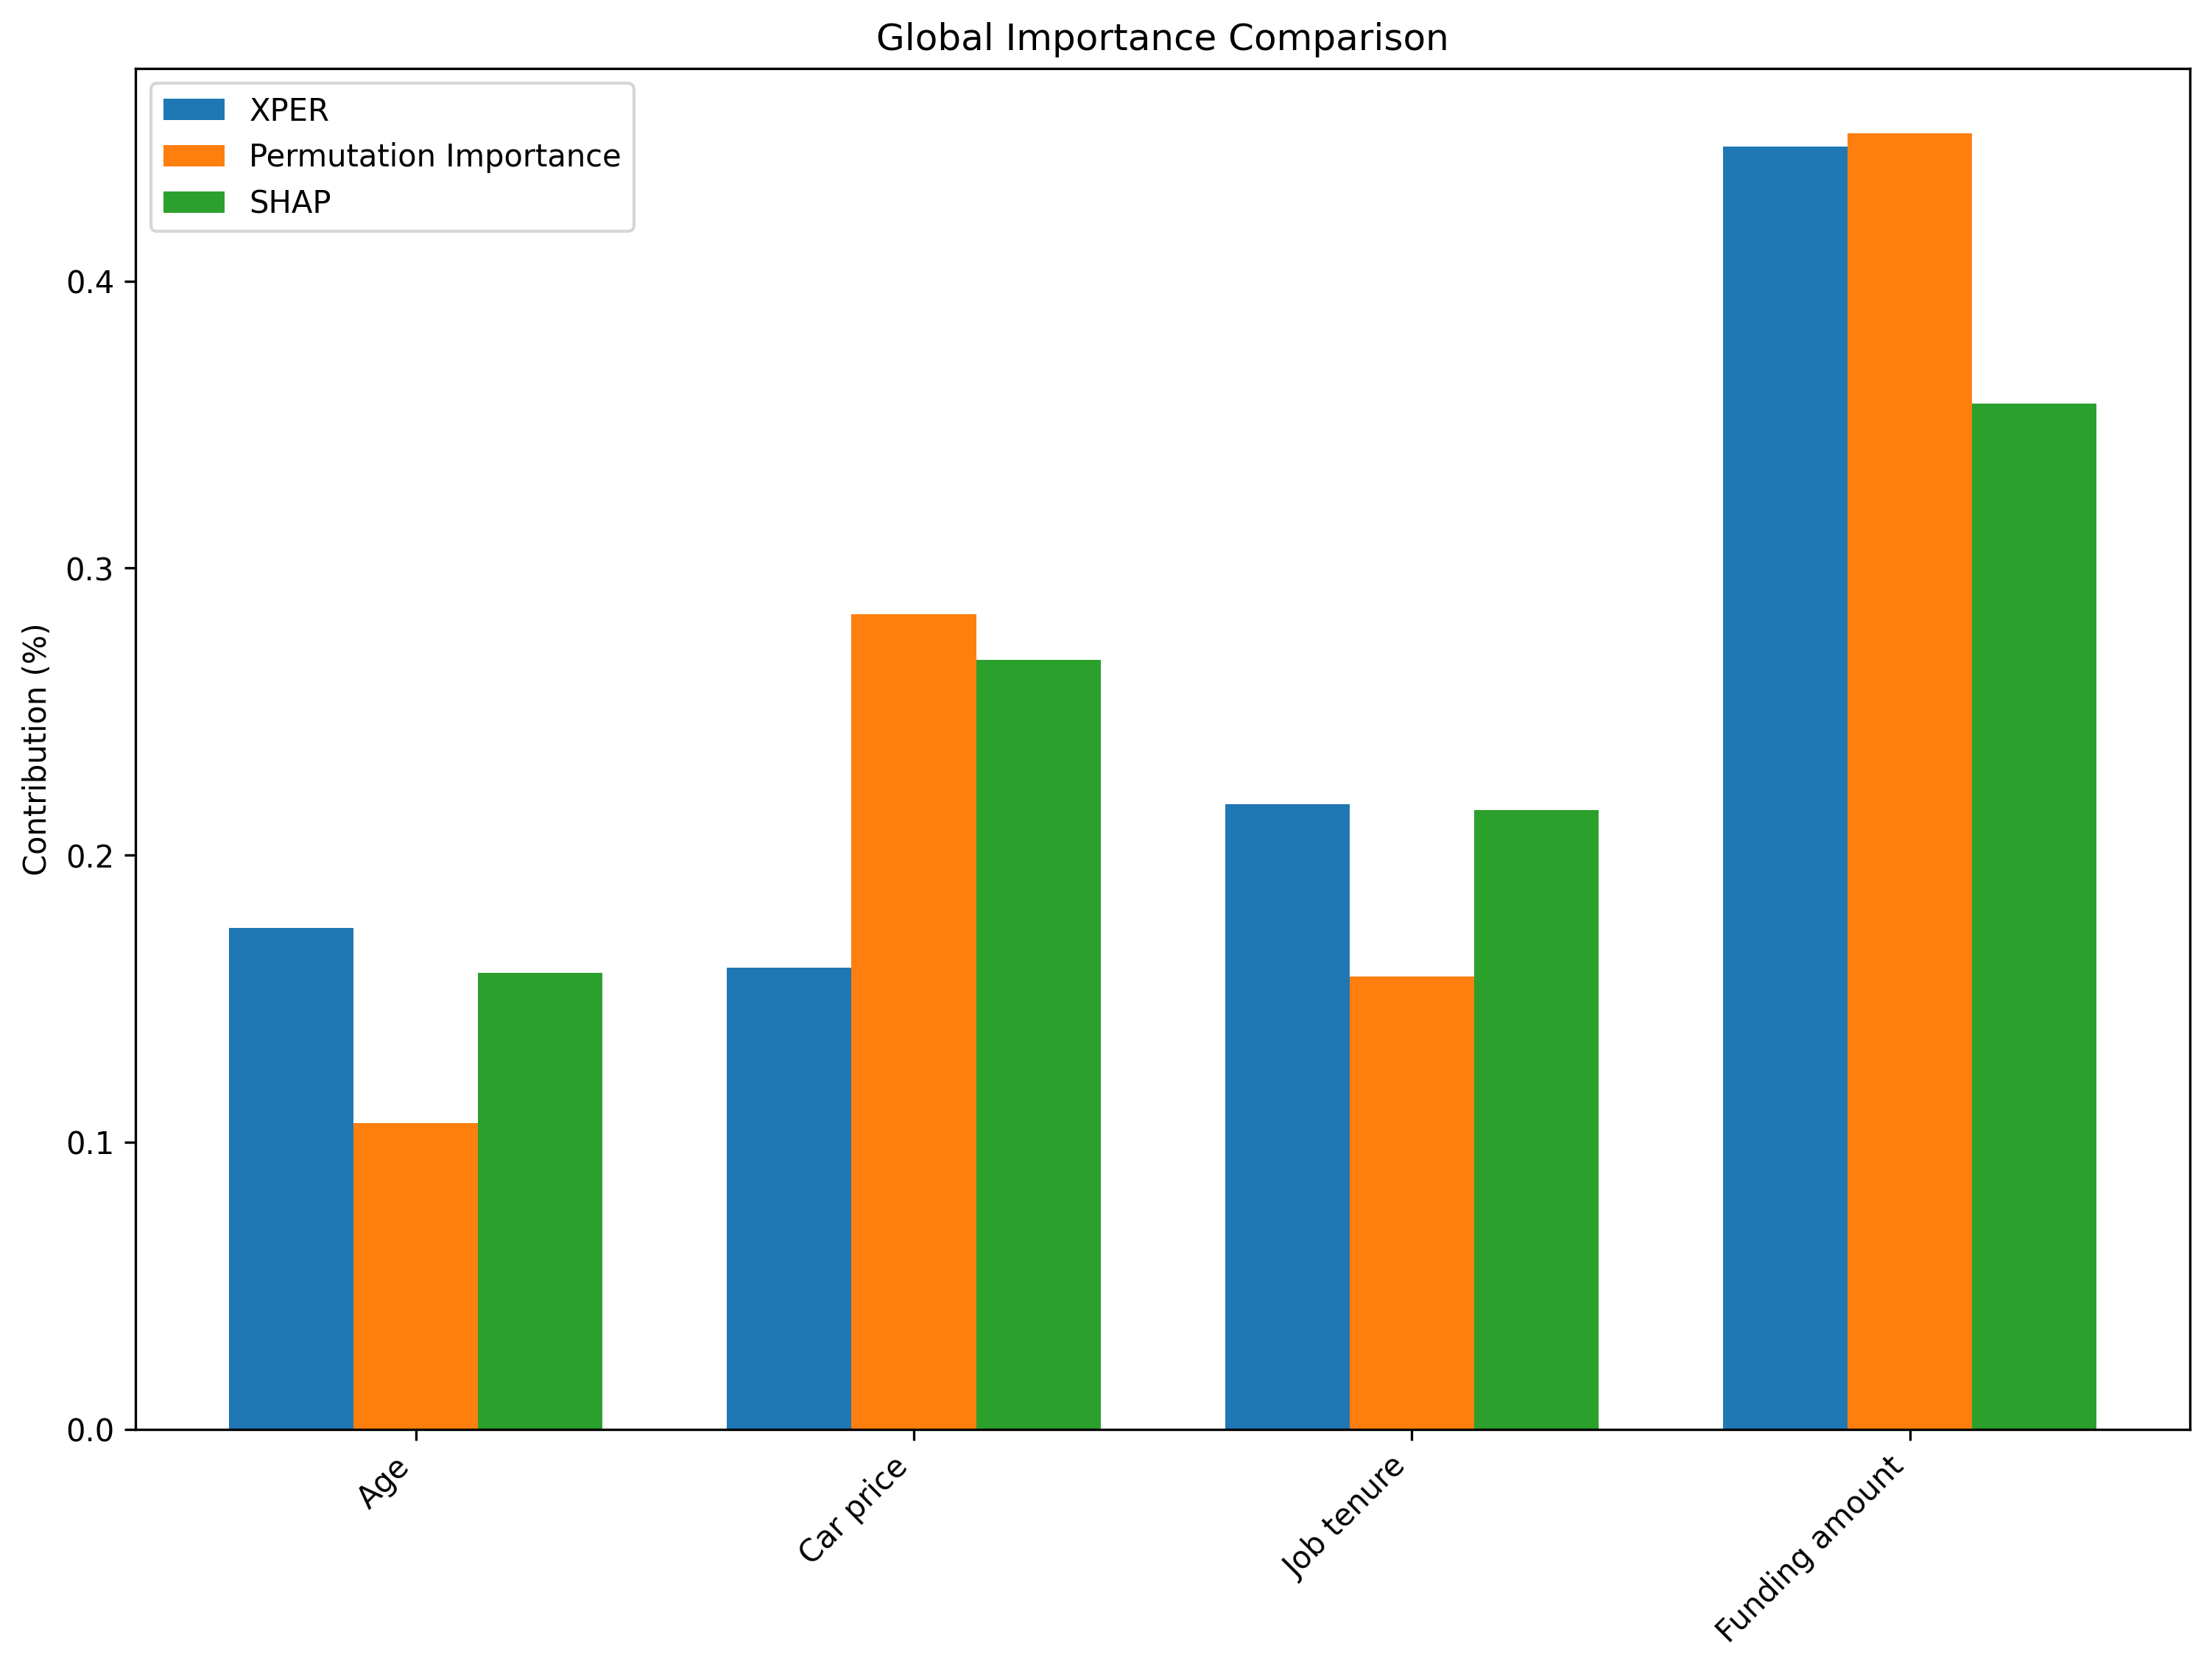 Global Importance Comparison
XPER
Permutation Importance
SHAP
Contribution (%)
0.4
0.3
0.2
0.1
0.0
Age
Car price
Job tenure
Funding amount